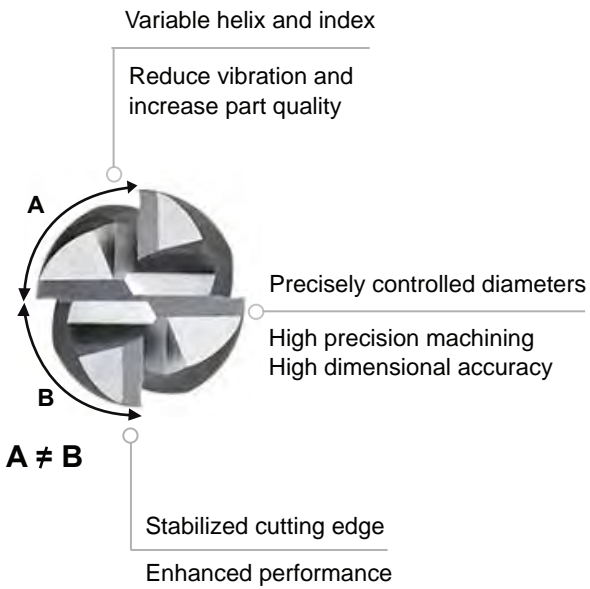 Variable helix and index
Reduce vibration and
increase part quality
A
Precisely controlled diameters
High precision machining
High dimensional accuracy
B
A ≠ B
Stabilized cutting edge
Enhanced performance